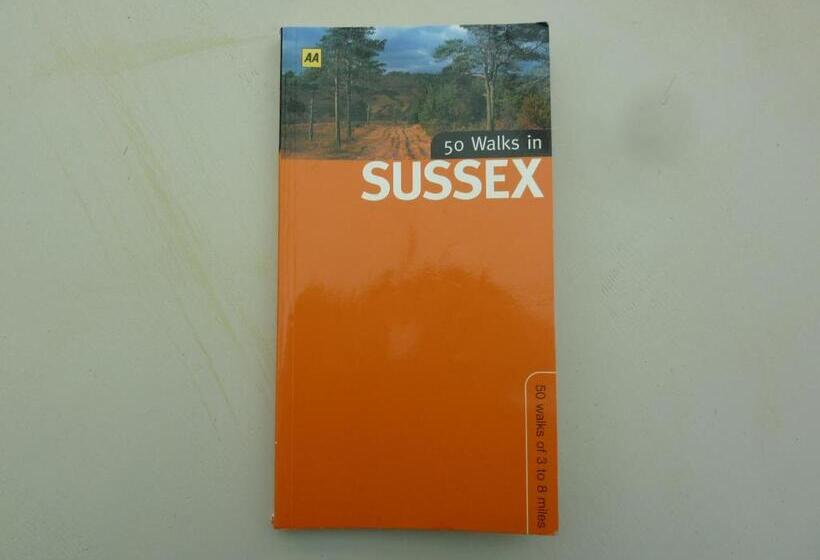 AA
50 Walks in
SUSSEX
50 walks of 3 to 8 miles